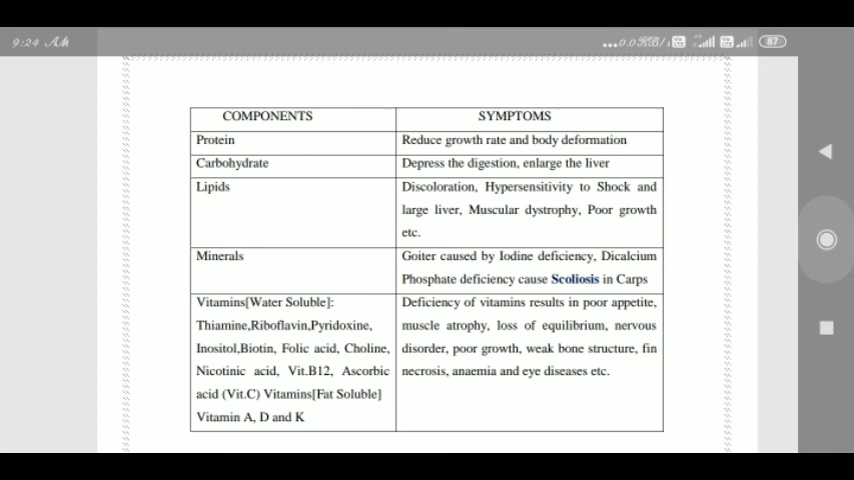 9:24 AM
...0.0KB/s
87
COMPONENTS SYMPTOMS
Protein Reduce growth rate and body deformation
Carbohydrate Depress the digestion, enlarge the liver
Lipids Discoloration, Hypersensitivity to Shock and
large liver, Muscular dystrophy, Poor growth
etc.
Minerals Goiter caused by Iodine deficiency, Dicalcium
Phosphate deficiency cause Scoliosis in Carps
Vitamins[Water Soluble]: Deficiency of vitamins results in poor appetite,
Thiamine,Riboflavin,Pyridoxine, muscle atrophy, loss of equilibrium, nervous
Inositol,Biotin, Folic acid, Choline, disorder, poor growth, weak bone structure, fin
Nicotinic acid, Vit.B12, Ascorbic necrosis, anaemia and eye diseases etc.
acid (Vit.C) Vitamins[Fat Soluble]
Vitamin A, D and K